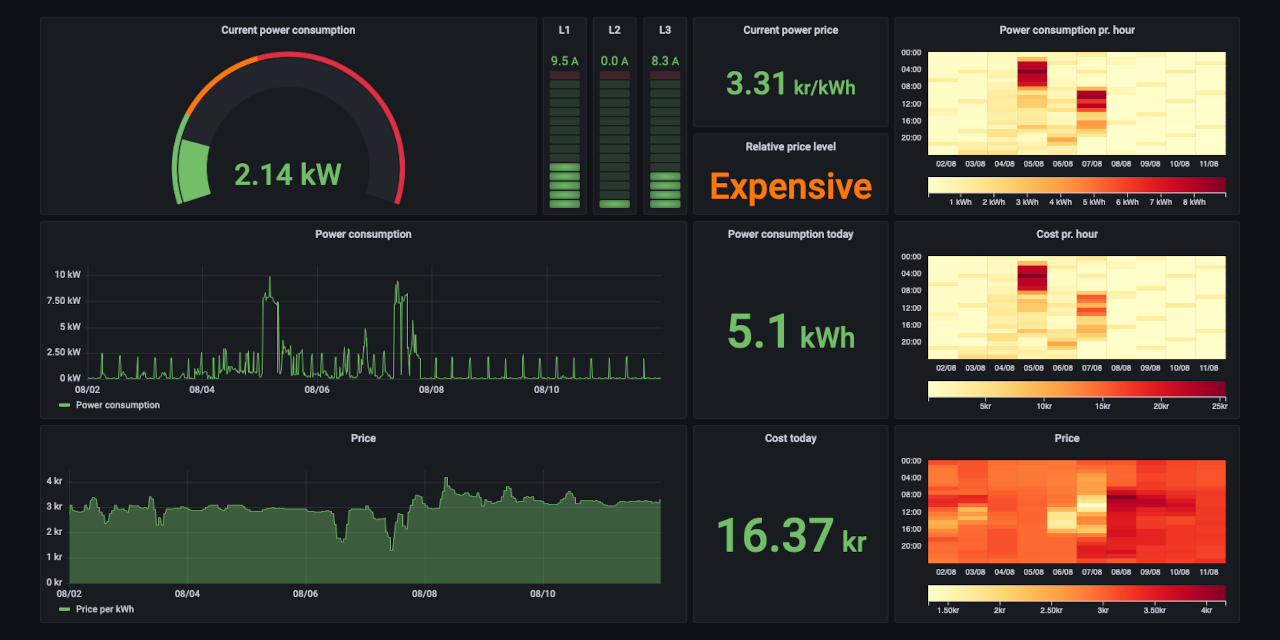 Current power consumption
2.14 kW
L1
9.5 A
L2
0.0 A
L3
8.3 A
Current power price
3.31 kr/kWh
Relative price level
Expensive
Power consumption pr. hour
00:00
04:00
08:00
12:00
16:00
20:00
02/08 03/08 04/08 05/08 06/08 07/08 08/08 09/08 10/08 11/08
1 kWh 2 kWh 3 kWh 4 kWh 5 kWh 6 kWh 7 kWh 8 kWh
Power consumption
10 kW
7.50 kW
5 kW
2.50 kW
0 kW
08/02 08/04 08/06 08/08 08/10
Power consumption
Power consumption today
5.1 kWh
Cost pr. hour
00:00
04:00
08:00
12:00
16:00
20:00
02/08 03/08 04/08 05/08 06/08 07/08 08/08 09/08 10/08 11/08
5kr 10kr 15kr 20kr 25kr
Price
4 kr
3 kr
2 kr
1 kr
0 kr
08/02 08/04 08/06 08/08 08/10
Price per kWh
Cost today
16.37 kr
Price
00:00
04:00
08:00
12:00
16:00
20:00
02/08 03/08 04/08 05/08 06/08 07/08 08/08 09/08 10/08 11/08
1.50kr 2kr 2.50kr 3kr 3.50kr 4kr